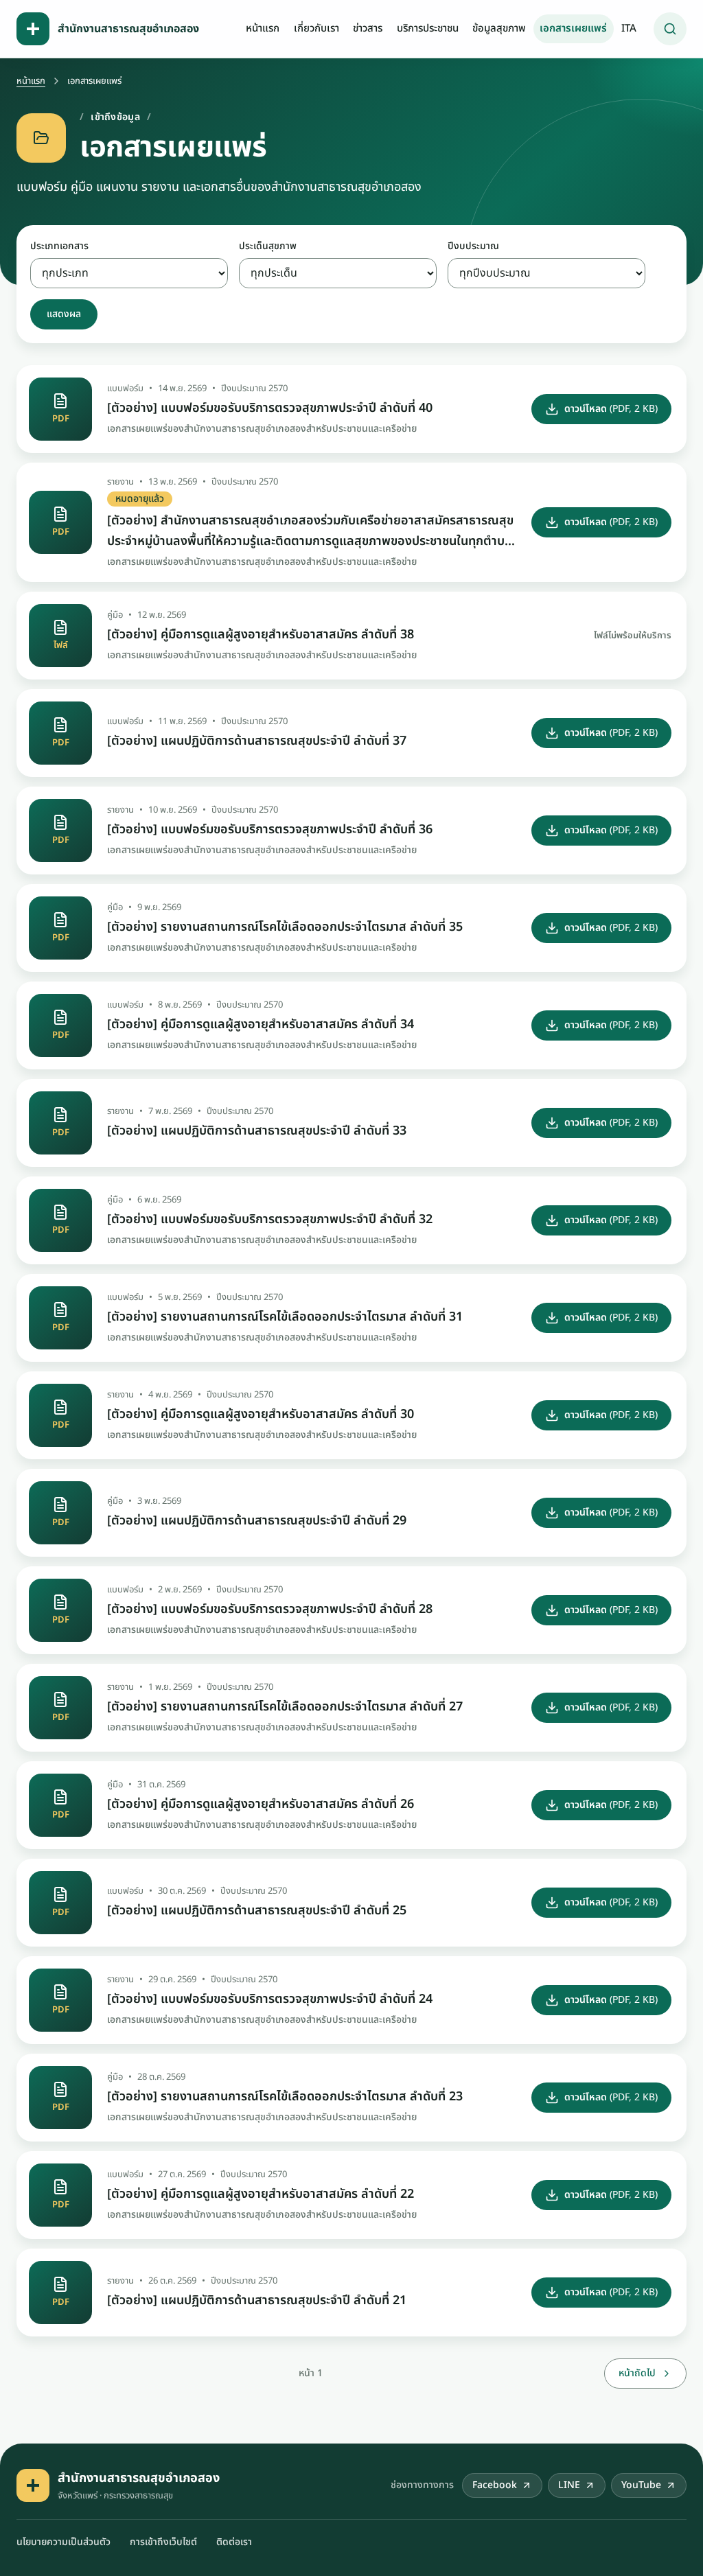 สำนักงานสาธารณสุขอำเภอสอง
หน้าแรก เกี่ยวกับเรา ข่าวสาร บริการประชาชน ข้อมูลสุขภาพ เอกสารเผยแพร่ ITA
หน้าแรก > เอกสารเผยแพร่
/ เข้าถึงข้อมูล /
เอกสารเผยแพร่
แบบฟอร์ม คู่มือ แผนงาน รายงาน และเอกสารอื่นของสำนักงานสาธารณสุขอำเภอสอง
ประเภทเอกสาร ประเด็นสุขภาพ ปีงบประมาณ
ทุกประเภท ทุกประเด็น ทุกปีงบประมาณ
แสดงผล
แบบฟอร์ม • 14 พ.ย. 2569 • ปีงบประมาณ 2570
[ตัวอย่าง] แบบฟอร์มขอรับบริการตรวจสุขภาพประจำปี ลำดับที่ 40
เอกสารเผยแพร่ของสำนักงานสาธารณสุขอำเภอสองสำหรับประชาชนและเครือข่าย
PDF
ดาวน์โหลด (PDF, 2 KB)
รายงาน • 13 พ.ย. 2569 • ปีงบประมาณ 2570
หมดอายุแล้ว
[ตัวอย่าง] สำนักงานสาธารณสุขอำเภอสองร่วมกับเครือข่ายอาสาสมัครสาธารณสุข
ประจำหมู่บ้านลงพื้นที่ให้ความรู้และติดตามการดูแลสุขภาพของประชาชนในทุกตำบ...
เอกสารเผยแพร่ของสำนักงานสาธารณสุขอำเภอสองสำหรับประชาชนและเครือข่าย
PDF
ดาวน์โหลด (PDF, 2 KB)
คู่มือ • 12 พ.ย. 2569
[ตัวอย่าง] คู่มือการดูแลผู้สูงอายุสำหรับอาสาสมัคร ลำดับที่ 38
เอกสารเผยแพร่ของสำนักงานสาธารณสุขอำเภอสองสำหรับประชาชนและเครือข่าย
ไฟล์
ไฟล์ไม่พร้อมให้บริการ
แบบฟอร์ม • 11 พ.ย. 2569 • ปีงบประมาณ 2570
[ตัวอย่าง] แผนปฏิบัติการด้านสาธารณสุขประจำปี ลำดับที่ 37
PDF
ดาวน์โหลด (PDF, 2 KB)
รายงาน • 10 พ.ย. 2569 • ปีงบประมาณ 2570
[ตัวอย่าง] แบบฟอร์มขอรับบริการตรวจสุขภาพประจำปี ลำดับที่ 36
เอกสารเผยแพร่ของสำนักงานสาธารณสุขอำเภอสองสำหรับประชาชนและเครือข่าย
PDF
ดาวน์โหลด (PDF, 2 KB)
คู่มือ • 9 พ.ย. 2569
[ตัวอย่าง] รายงานสถานการณ์โรคไข้เลือดออกประจำไตรมาส ลำดับที่ 35
เอกสารเผยแพร่ของสำนักงานสาธารณสุขอำเภอสองสำหรับประชาชนและเครือข่าย
PDF
ดาวน์โหลด (PDF, 2 KB)
แบบฟอร์ม • 8 พ.ย. 2569 • ปีงบประมาณ 2570
[ตัวอย่าง] คู่มือการดูแลผู้สูงอายุสำหรับอาสาสมัคร ลำดับที่ 34
เอกสารเผยแพร่ของสำนักงานสาธารณสุขอำเภอสองสำหรับประชาชนและเครือข่าย
PDF
ดาวน์โหลด (PDF, 2 KB)
รายงาน • 7 พ.ย. 2569 • ปีงบประมาณ 2570
[ตัวอย่าง] แผนปฏิบัติการด้านสาธารณสุขประจำปี ลำดับที่ 33
PDF
ดาวน์โหลด (PDF, 2 KB)
คู่มือ • 6 พ.ย. 2569
[ตัวอย่าง] แบบฟอร์มขอรับบริการตรวจสุขภาพประจำปี ลำดับที่ 32
เอกสารเผยแพร่ของสำนักงานสาธารณสุขอำเภอสองสำหรับประชาชนและเครือข่าย
PDF
ดาวน์โหลด (PDF, 2 KB)
แบบฟอร์ม • 5 พ.ย. 2569 • ปีงบประมาณ 2570
[ตัวอย่าง] รายงานสถานการณ์โรคไข้เลือดออกประจำไตรมาส ลำดับที่ 31
เอกสารเผยแพร่ของสำนักงานสาธารณสุขอำเภอสองสำหรับประชาชนและเครือข่าย
PDF
ดาวน์โหลด (PDF, 2 KB)
รายงาน • 4 พ.ย. 2569 • ปีงบประมาณ 2570
[ตัวอย่าง] คู่มือการดูแลผู้สูงอายุสำหรับอาสาสมัคร ลำดับที่ 30
เอกสารเผยแพร่ของสำนักงานสาธารณสุขอำเภอสองสำหรับประชาชนและเครือข่าย
PDF
ดาวน์โหลด (PDF, 2 KB)
คู่มือ • 3 พ.ย. 2569
[ตัวอย่าง] แผนปฏิบัติการด้านสาธารณสุขประจำปี ลำดับที่ 29
PDF
ดาวน์โหลด (PDF, 2 KB)
แบบฟอร์ม • 2 พ.ย. 2569 • ปีงบประมาณ 2570
[ตัวอย่าง] แบบฟอร์มขอรับบริการตรวจสุขภาพประจำปี ลำดับที่ 28
เอกสารเผยแพร่ของสำนักงานสาธารณสุขอำเภอสองสำหรับประชาชนและเครือข่าย
PDF
ดาวน์โหลด (PDF, 2 KB)
รายงาน • 1 พ.ย. 2569 • ปีงบประมาณ 2570
[ตัวอย่าง] รายงานสถานการณ์โรคไข้เลือดออกประจำไตรมาส ลำดับที่ 27
เอกสารเผยแพร่ของสำนักงานสาธารณสุขอำเภอสองสำหรับประชาชนและเครือข่าย
PDF
ดาวน์โหลด (PDF, 2 KB)
คู่มือ • 31 ต.ค. 2569
[ตัวอย่าง] คู่มือการดูแลผู้สูงอายุสำหรับอาสาสมัคร ลำดับที่ 26
เอกสารเผยแพร่ของสำนักงานสาธารณสุขอำเภอสองสำหรับประชาชนและเครือข่าย
PDF
ดาวน์โหลด (PDF, 2 KB)
แบบฟอร์ม • 30 ต.ค. 2569 • ปีงบประมาณ 2570
[ตัวอย่าง] แผนปฏิบัติการด้านสาธารณสุขประจำปี ลำดับที่ 25
PDF
ดาวน์โหลด (PDF, 2 KB)
รายงาน • 29 ต.ค. 2569 • ปีงบประมาณ 2570
[ตัวอย่าง] แบบฟอร์มขอรับบริการตรวจสุขภาพประจำปี ลำดับที่ 24
เอกสารเผยแพร่ของสำนักงานสาธารณสุขอำเภอสองสำหรับประชาชนและเครือข่าย
PDF
ดาวน์โหลด (PDF, 2 KB)
คู่มือ • 28 ต.ค. 2569
[ตัวอย่าง] รายงานสถานการณ์โรคไข้เลือดออกประจำไตรมาส ลำดับที่ 23
เอกสารเผยแพร่ของสำนักงานสาธารณสุขอำเภอสองสำหรับประชาชนและเครือข่าย
PDF
ดาวน์โหลด (PDF, 2 KB)
แบบฟอร์ม • 27 ต.ค. 2569 • ปีงบประมาณ 2570
[ตัวอย่าง] คู่มือการดูแลผู้สูงอายุสำหรับอาสาสมัคร ลำดับที่ 22
เอกสารเผยแพร่ของสำนักงานสาธารณสุขอำเภอสองสำหรับประชาชนและเครือข่าย
PDF
ดาวน์โหลด (PDF, 2 KB)
รายงาน • 26 ต.ค. 2569 • ปีงบประมาณ 2570
[ตัวอย่าง] แผนปฏิบัติการด้านสาธารณสุขประจำปี ลำดับที่ 21
PDF
ดาวน์โหลด (PDF, 2 KB)
หน้า 1
หน้าถัดไป
สำนักงานสาธารณสุขอำเภอสอง
จังหวัดแพร่ · กระทรวงสาธารณสุข
ช่องทางทางการ Facebook LINE YouTube
นโยบายความเป็นส่วนตัว การเข้าถึงเว็บไซต์ ติดต่อเรา